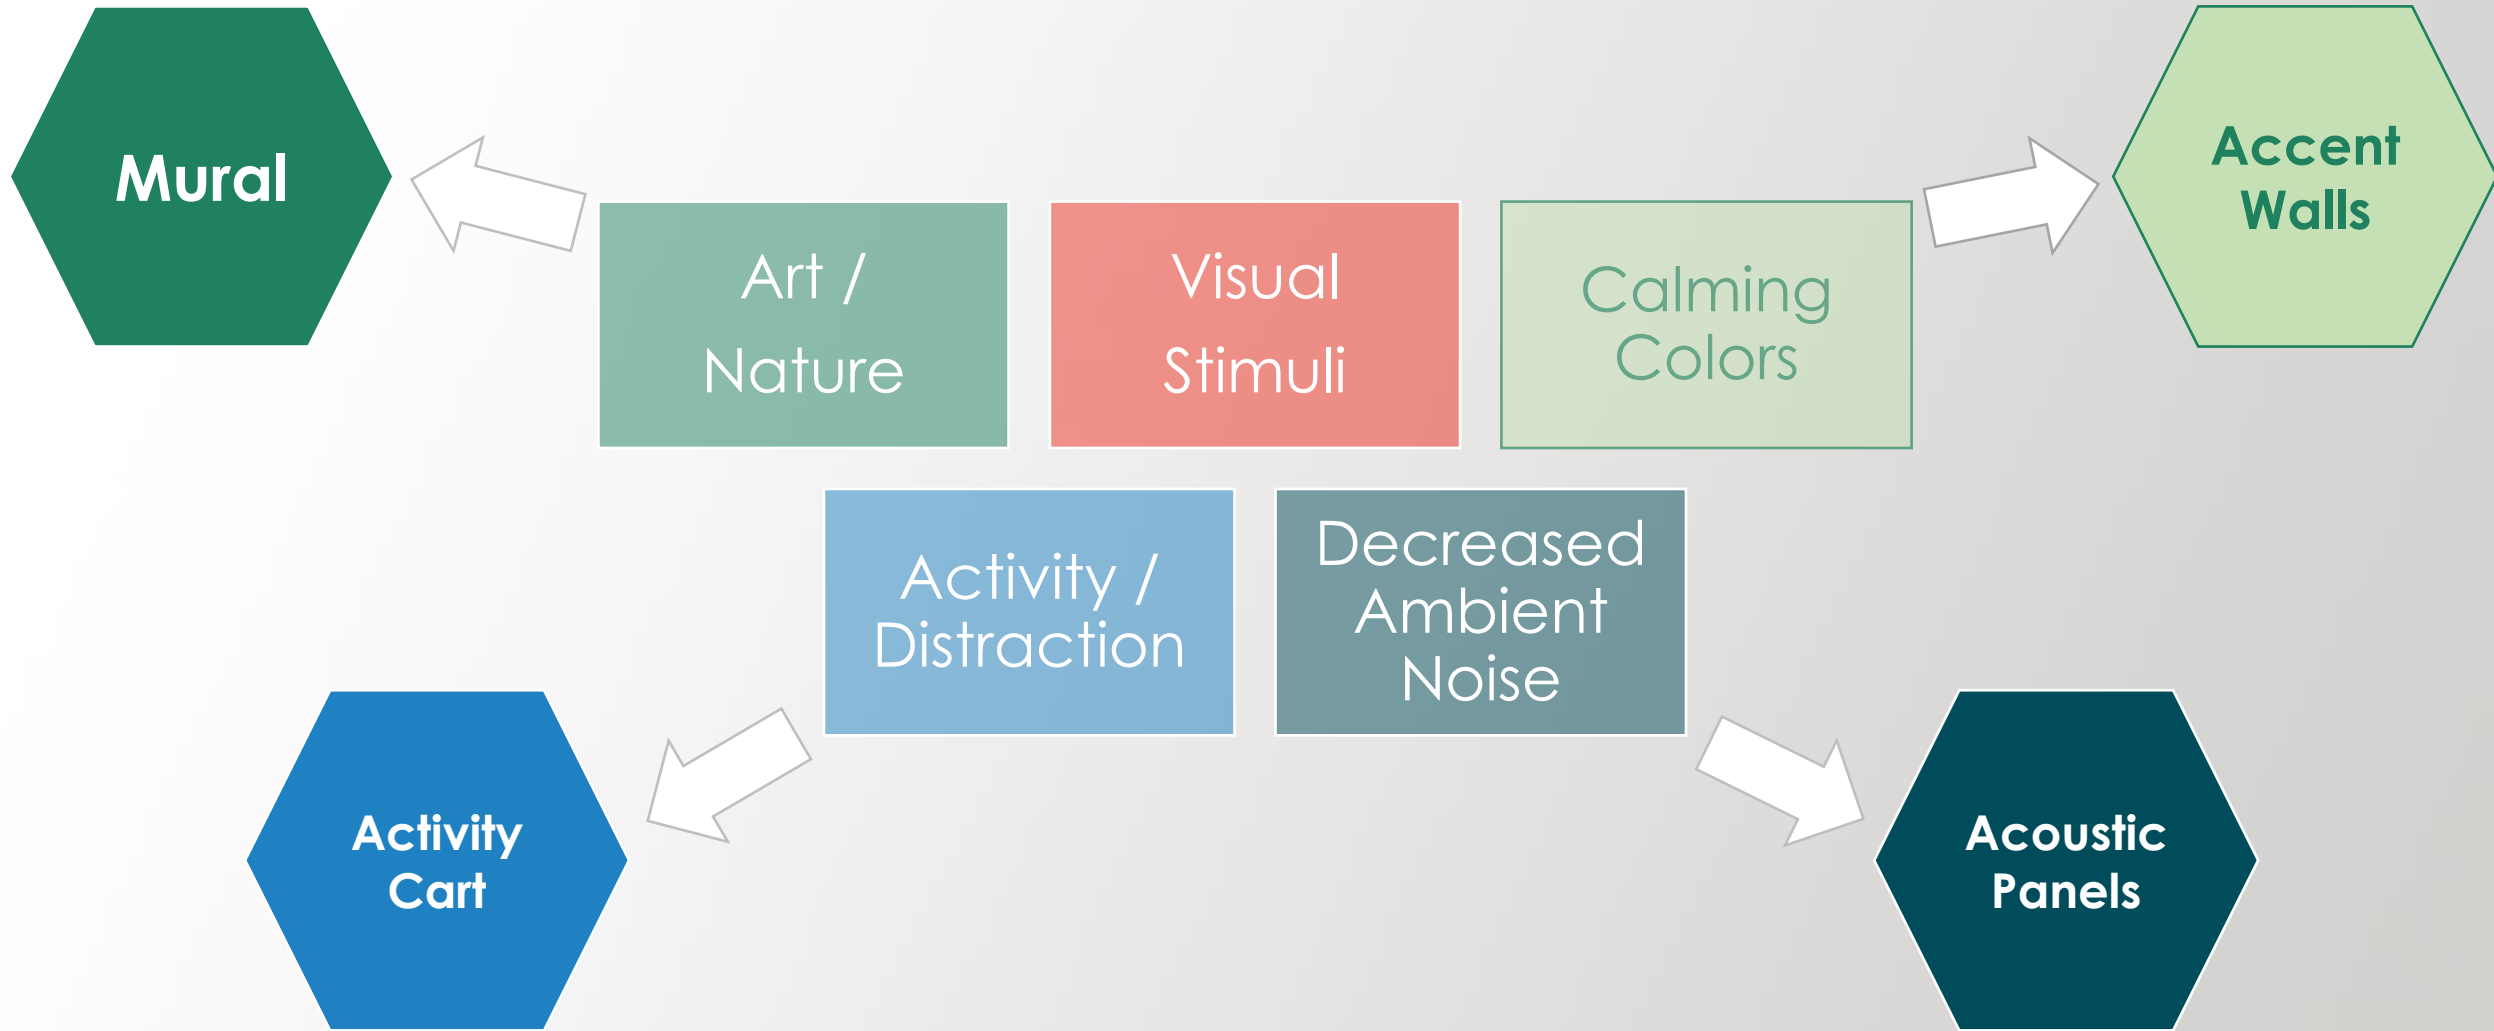 Mural
Accent
Walls
Art /
Nature
Visual
Stimuli
Calming
Colors
Activity /
Distraction
Decreased
Ambient
Noise
Activity
Cart
Acoustic
Panels